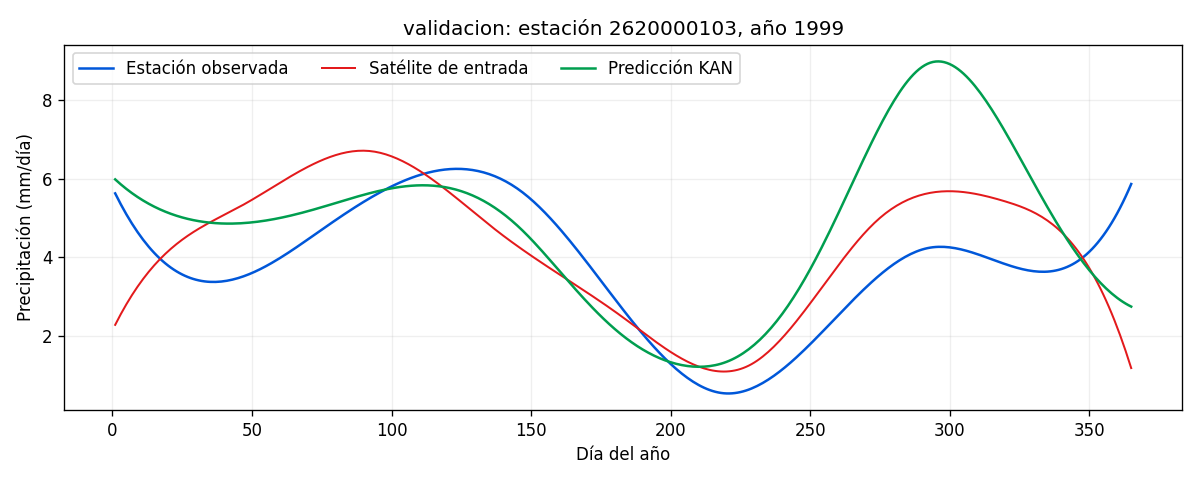 validacion: estación 2620000103, año 1999
Estación observada
Satélite de entrada
Predicción KAN
Precipitación (mm/día)
8
6
4
2
0 50 100 150 200 250 300 350
Día del año